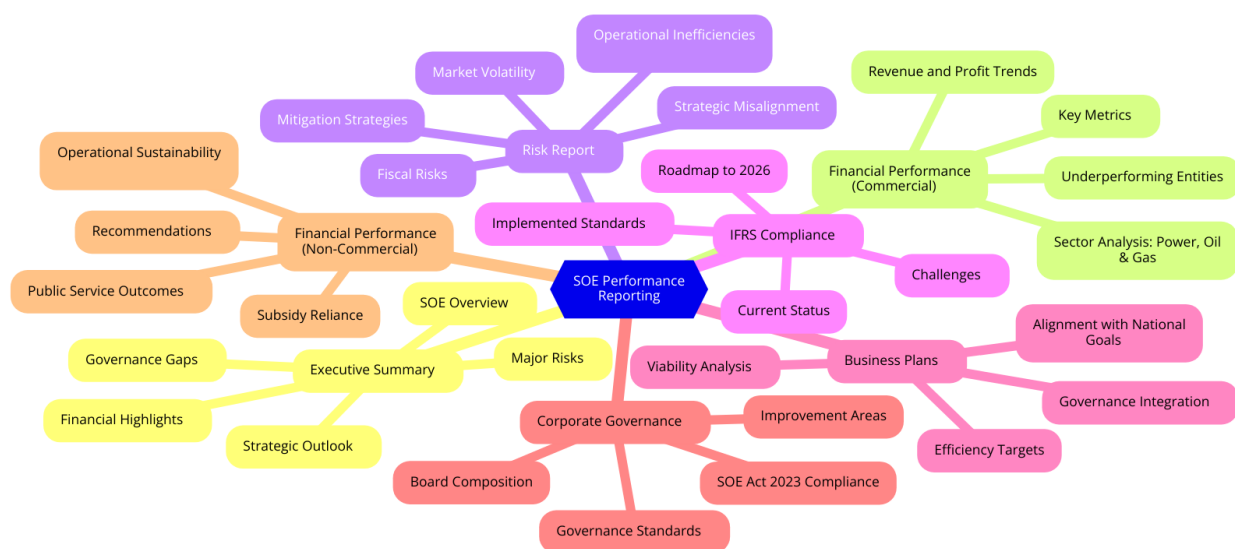 Operational Inefficiencies
Market Volatility
Mitigation Strategies
Strategic Misalignment
Risk Report
Fiscal Risks
Revenue and Profit Trends
Key Metrics
Financial Performance
(Commercial)
Underperforming Entities
Sector Analysis: Power, Oil
& Gas
Roadmap to 2026
Implemented Standards
IFRS Compliance
Challenges
Current Status
Operational Sustainability
Recommendations
Financial Performance
(Non-Commercial)
Public Service Outcomes
Subsidy Reliance
SOE Performance
Reporting
SOE Overview
Governance Gaps
Executive Summary
Major Risks
Financial Highlights
Strategic Outlook
Viability Analysis
Business Plans
Alignment with National
Goals
Governance Integration
Efficiency Targets
Corporate Governance
Improvement Areas
Board Composition
SOE Act 2023 Compliance
Governance Standards